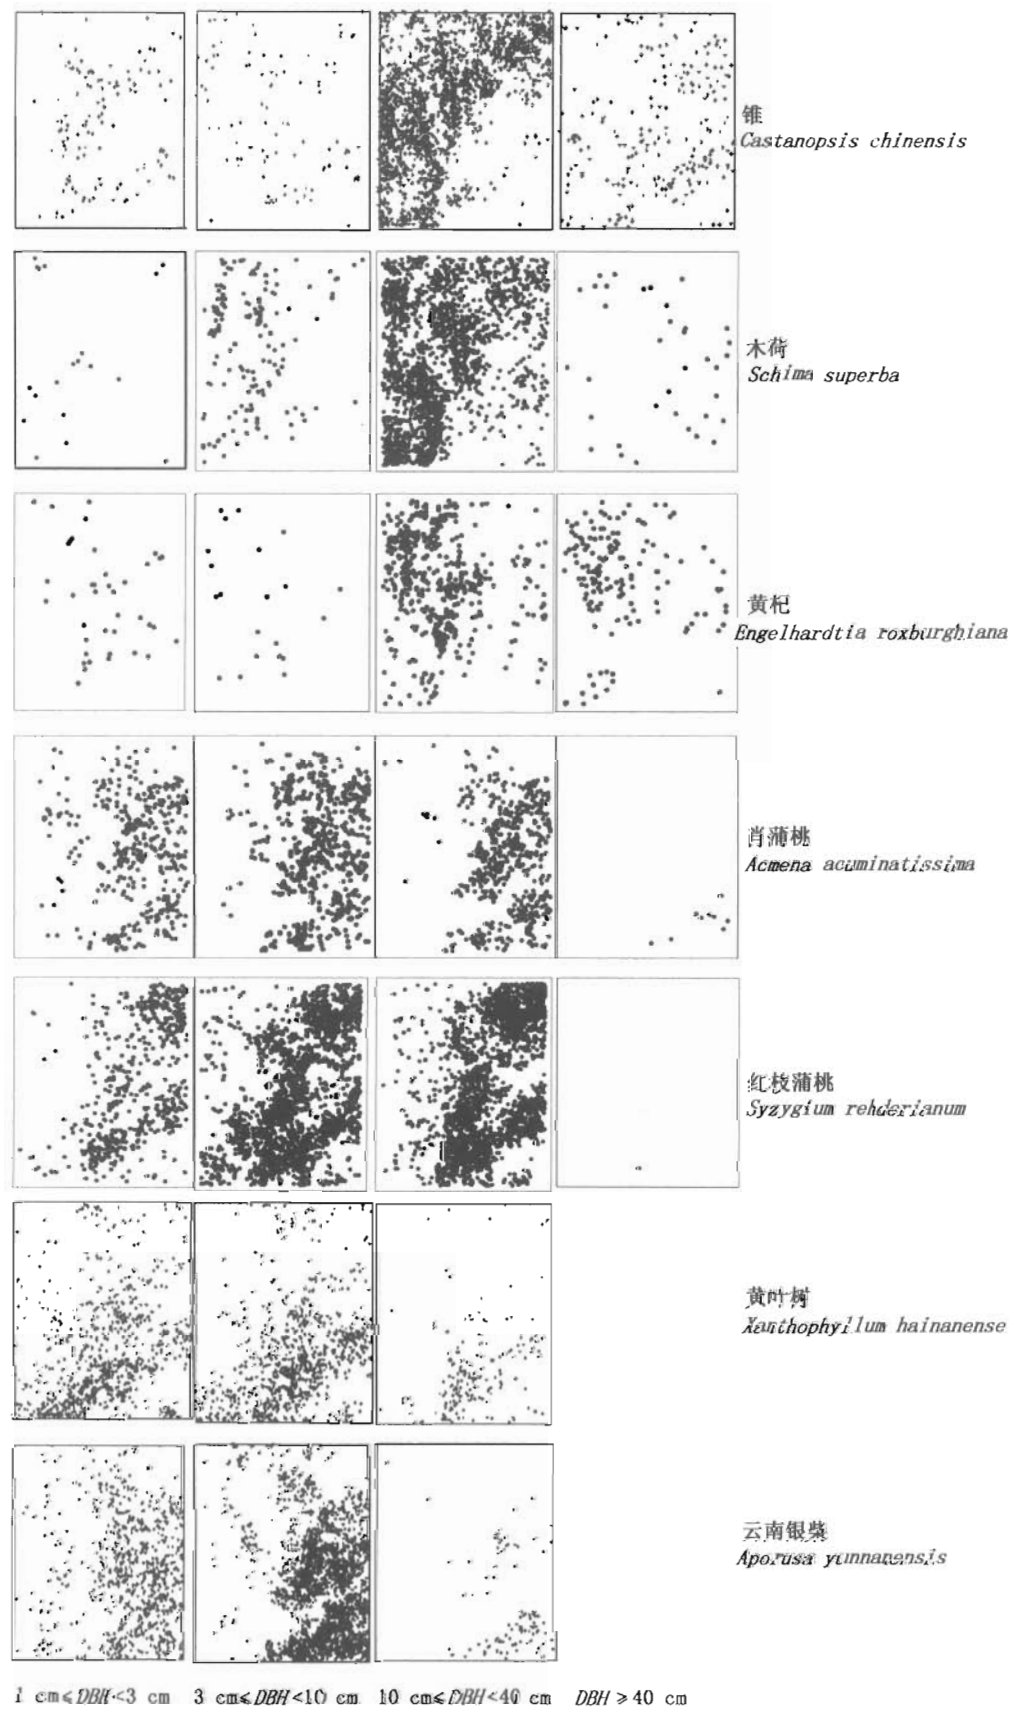 锥
Castanopsis chinensis
木荷
Schima superba
黄杞
Engelhardtia roxburghiana
肖蒲桃
Acmena acuminatissima
红枝蒲桃
Syzygium rehderianum
黄叶树
Xanthophyllum hainanense
云南银柴
Aporusa yunnanensis
1 cm≤DBH<3 cm 3 cm≤DBH<10 cm 10 cm≤DBH<40 cm DBH≥40 cm